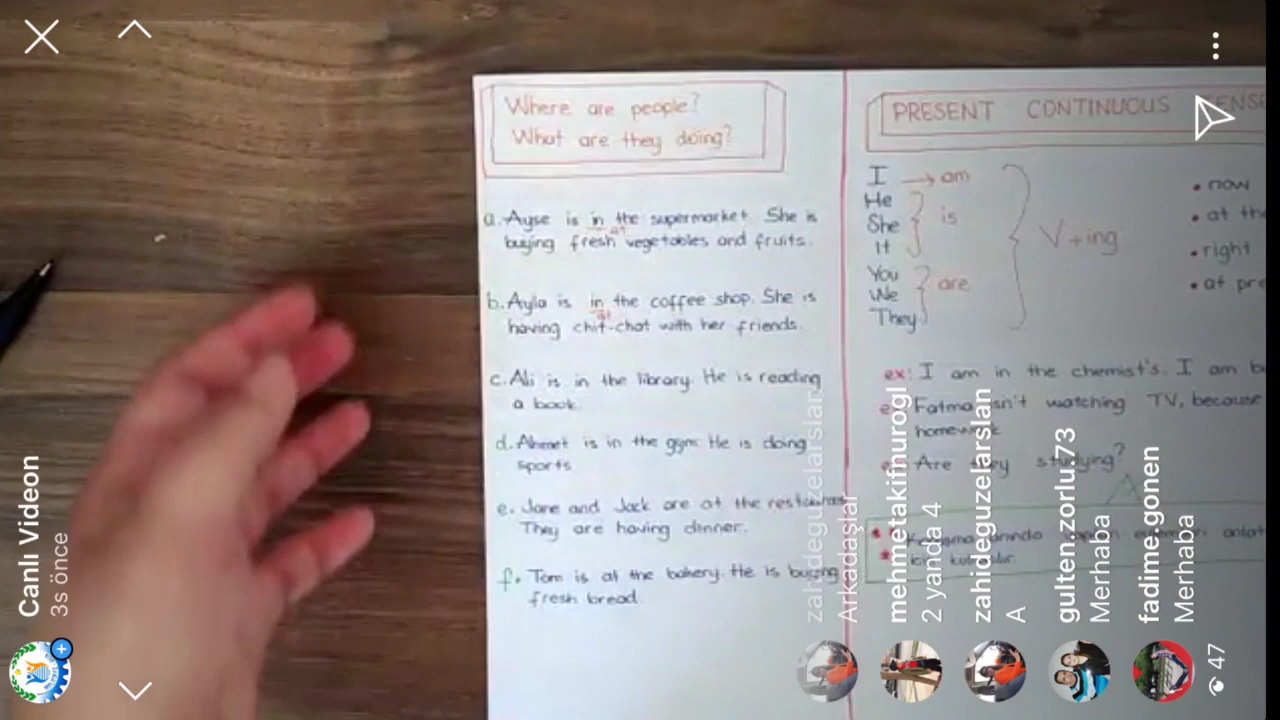 Where are people?
What are they doing?
a. Ayşe is in the supermarket. She is
at
buying fresh vegetables and fruits.
b. Ayla is in the coffee shop. She is
at
having chit-chat with her friends.
c. Ali is in the library. He is reading
a book.
d. Ahmet is in the gym. He is doing
sports
e. Jane and Jack are at the
They are having dinner.
f. Tom is at the bakery. He is buying
fresh bread.
PRESENT CONTINUOUS TENSE
I → am
He
She is
It
You
We are
They
V+ing
• now
• at the
• right
• at pre
ex: I am in the chemist's. I am b
Fatma isn't watching TV, because
homework
Are they studying?
Canlı Videon
3s önce
zahideguzelarslan
Arkadaşlar
mehmetakifnurogl
2 yanda 4
zahideguzelarslan
A
gulten.zorlu.73
Merhaba
fadime.gonen
Merhaba
47